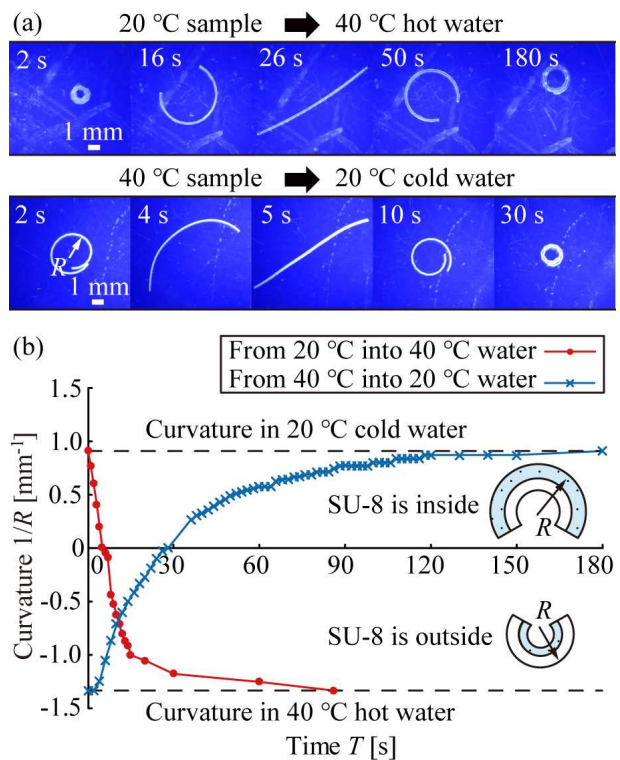 (a) 20 ℃ sample → 40 ℃ hot water
2 s 16 s 26 s 50 s 180 s
1 mm
40 ℃ sample → 20 ℃ cold water
2 s 4 s 5 s 10 s 30 s
R
1 mm
(b)
From 20 ℃ into 40 ℃ water
From 40 ℃ into 20 ℃ water
Curvature 1/R [mm⁻¹]
1.5
1.0
0.5
0
-0.5
-1.0
-1.5
Curvature in 20 ℃ cold water
SU-8 is inside
R
0 30 60 90 120 150 180
SU-8 is outside
R
Curvature in 40 ℃ hot water
Time T [s]